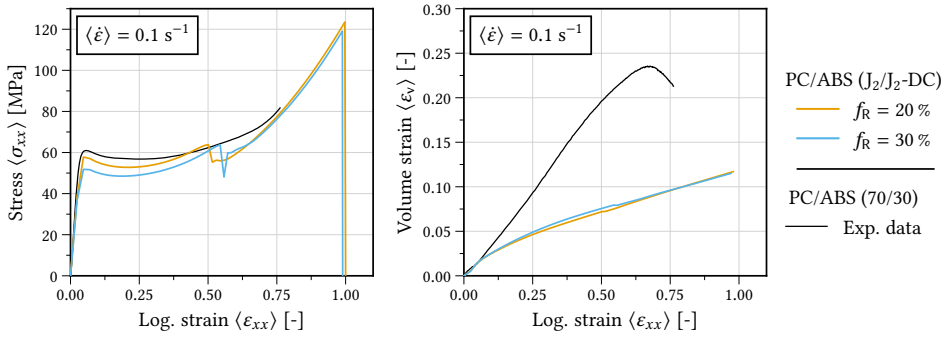 ⟨ε̇⟩ = 0.1 s⁻¹
120
100
80
60
40
20
0
Stress ⟨σxx⟩ [MPa]
0.00 0.25 0.50 0.75 1.00
Log. strain ⟨εxx⟩ [-]
⟨ε̇⟩ = 0.1 s⁻¹
0.30
0.25
0.20
0.15
0.10
0.05
0.00
Volume strain ⟨εv⟩ [-]
0.00 0.25 0.50 0.75 1.00
Log. strain ⟨εxx⟩ [-]
PC/ABS (J₂/J₂-DC)
fR = 20 %
fR = 30 %
PC/ABS (70/30)
Exp. data